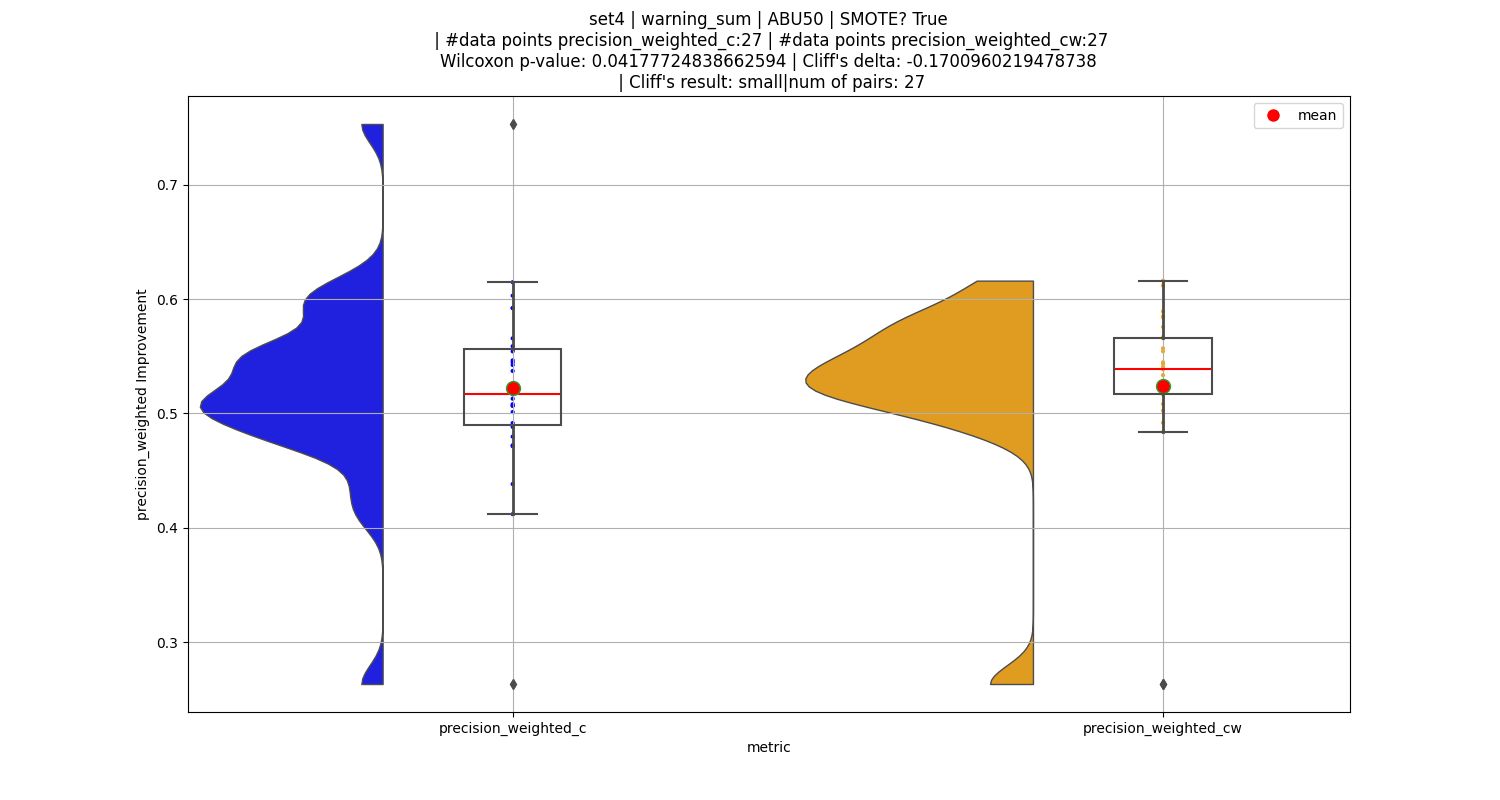 set4 | warning_sum | ABU50 | SMOTE? True
| #data points precision_weighted_c:27 | #data points precision_weighted_cw:27
Wilcoxon p-value: 0.04177724838662594 | Cliff's delta: -0.1700960219478738
| Cliff's result: small|num of pairs: 27
mean
0.7
0.6
0.5
0.4
0.3
precision_weighted Improvement
precision_weighted_c
precision_weighted_cw
metric